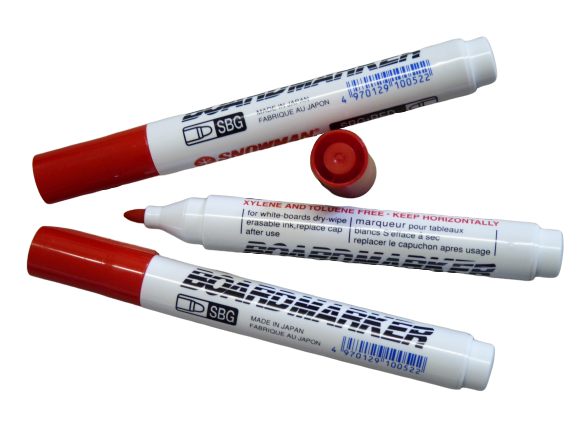 BOARDMARKER
4 970129 100522
MADE IN JAPAN
FABRIQUE AU JAPON
SBG
SBG-RED
SNOWMAN
XYLENE AND TOLUENE FREE · KEEP HORIZONTALLY
for white-boards dry-wipe
erasable ink,replace cap
after use
marqueur pour tableaux
blancs S'efface a sec
replacer le capuchon apres usage
BOARDMARKER
BOARDMARKER
SBG
MADE IN JAPAN
FABRIQUE AU JAPON
4 970129 100522